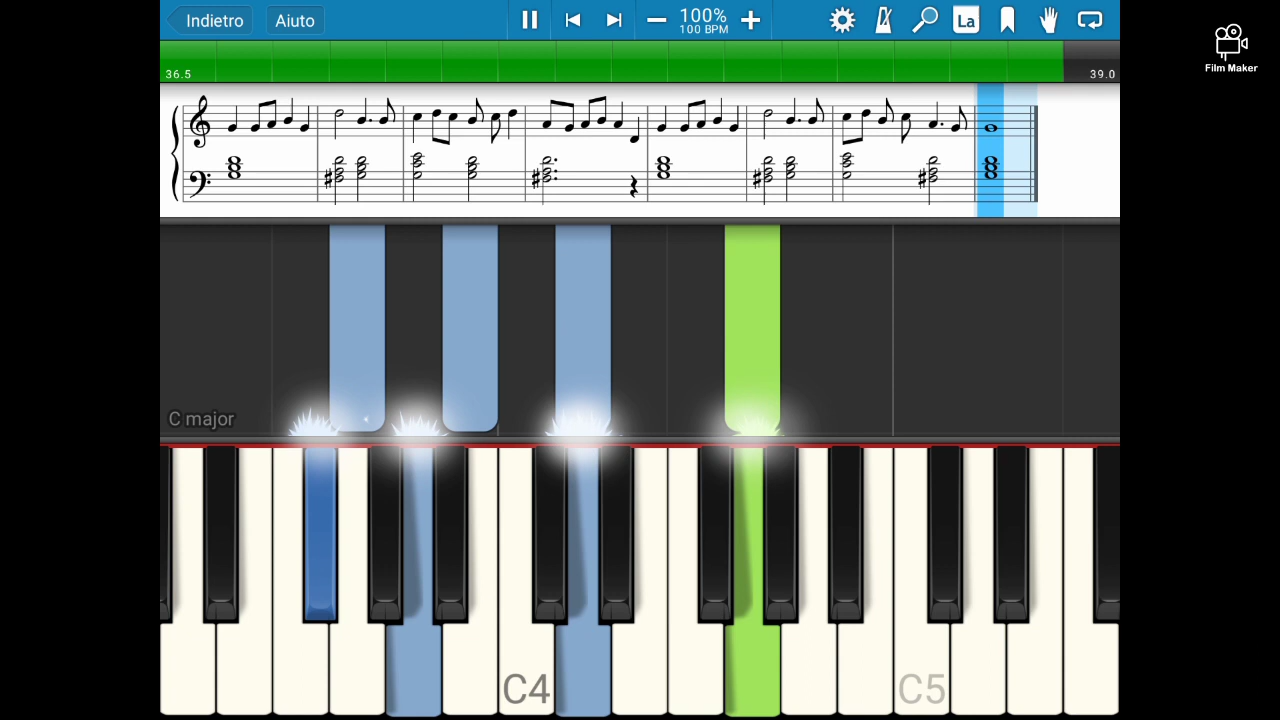 Indietro
Aiuto
100%
100 BPM
La
Film Maker
36.5
39.0
C major
C4
C5